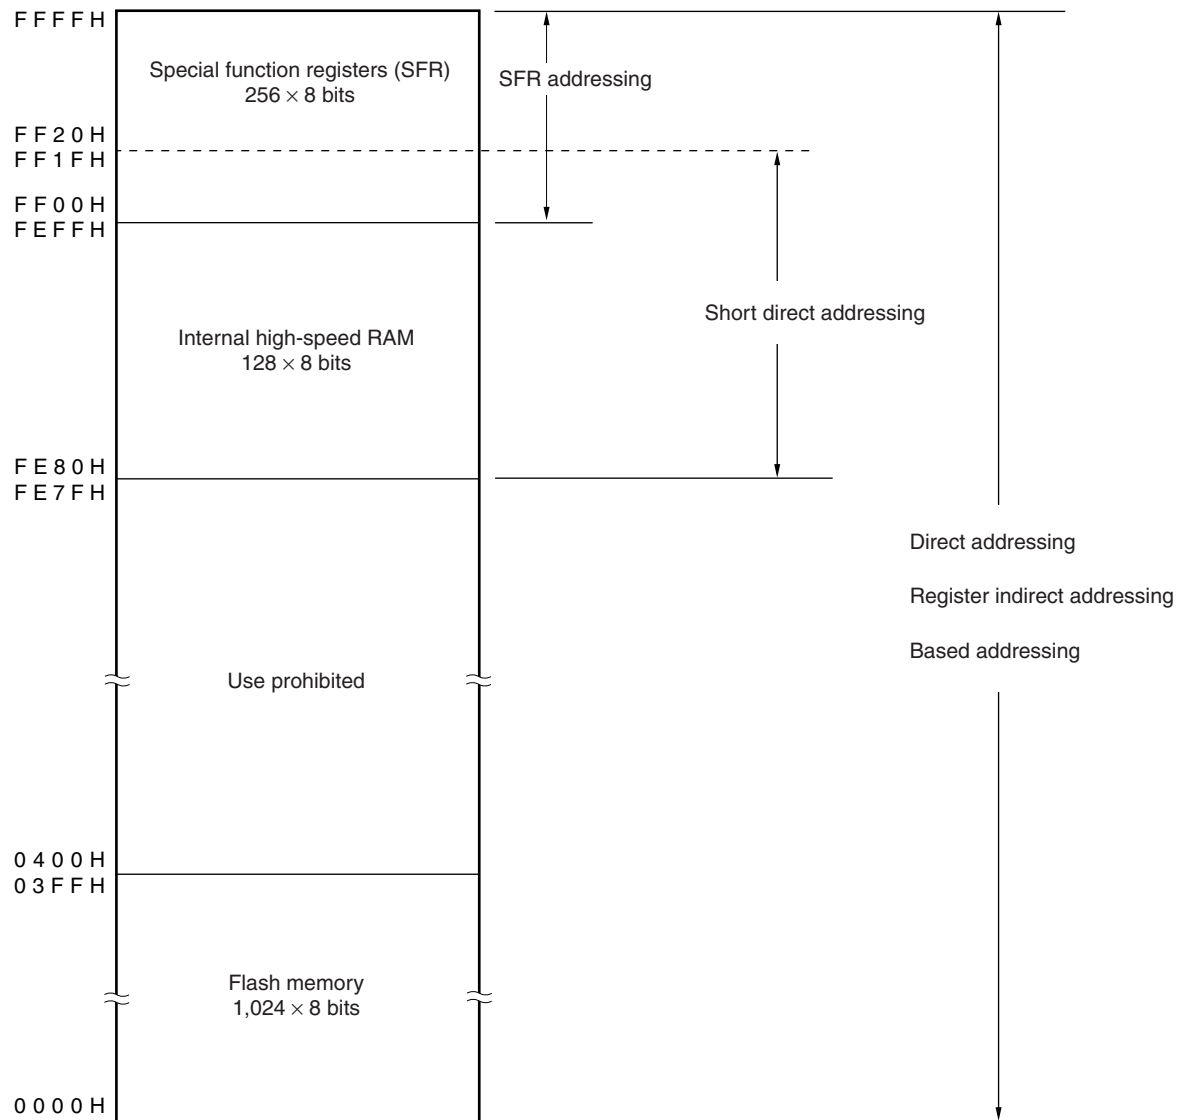 FFFFH
Special function registers (SFR)
256 × 8 bits
SFR addressing
FF20H
FF1FH
FF00H
FEFFH
Short direct addressing
Internal high-speed RAM
128 × 8 bits
FE80H
FE7FH
Direct addressing
Register indirect addressing
Based addressing
Use prohibited
0400H
03FFH
Flash memory
1,024 × 8 bits
0000H